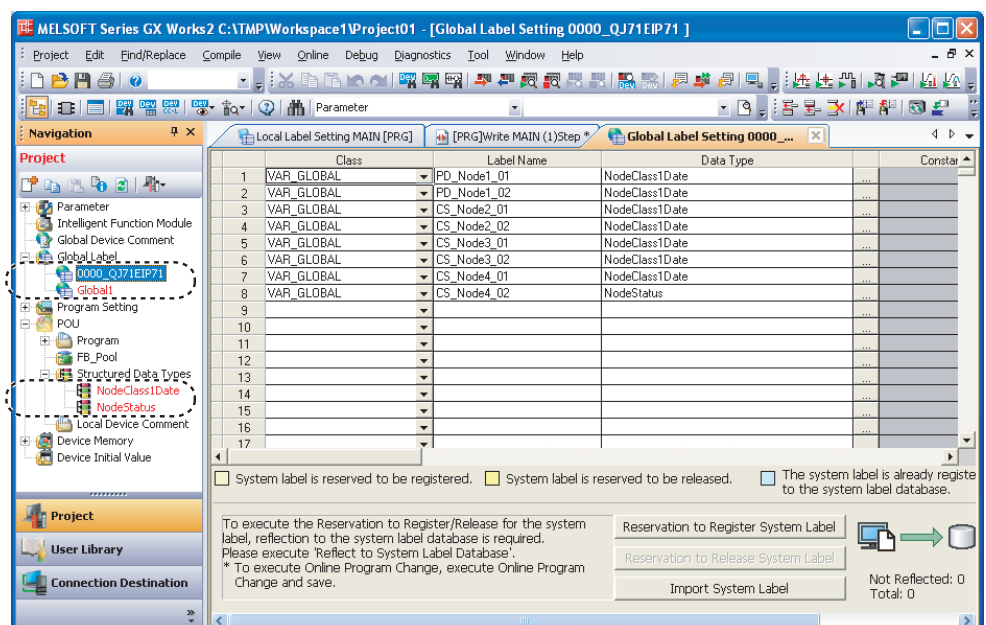 MELSOFT Series GX Works2 C:\TMP\Workspace1\Project01 - [Global Label Setting 0000_QJ71EIP71 ]
Project Edit Find/Replace Compile View Online Debug Diagnostics Tool Window Help
Parameter
Navigation
Local Label Setting MAIN [PRG]
[PRG]Write MAIN (1)Step *
Global Label Setting 0000_...
Project
Parameter
Intelligent Function Module
Global Device Comment
Global Label
0000_QJ71EIP71
Global1
Program Setting
POU
Program
FB_Pool
Structured Data Types
NodeClass1Date
NodeStatus
Local Device Comment
Device Memory
Device Initial Value
Project
User Library
Connection Destination
Class Label Name Data Type Constar
1 VAR_GLOBAL PD_Node1_01 NodeClass1Date ...
2 VAR_GLOBAL PD_Node1_02 NodeClass1Date ...
3 VAR_GLOBAL CS_Node2_01 NodeClass1Date ...
4 VAR_GLOBAL CS_Node2_02 NodeClass1Date ...
5 VAR_GLOBAL CS_Node3_01 NodeClass1Date ...
6 VAR_GLOBAL CS_Node3_02 NodeClass1Date ...
7 VAR_GLOBAL CS_Node4_01 NodeClass1Date ...
8 VAR_GLOBAL CS_Node4_02 NodeStatus ...
9 ...
10 ...
11 ...
12 ...
13 ...
14 ...
15 ...
16 ...
17
System label is reserved to be registered.
System label is reserved to be released.
The system label is already registe
to the system label database.
To execute the Reservation to Register/Release for the system
label, reflection to the system label database is required.
Please execute 'Reflect to System Label Database'.
* To execute Online Program Change, execute Online Program
Change and save.
Reservation to Register System Label
Reservation to Release System Label
Import System Label
Not Reflected: 0
Total: 0